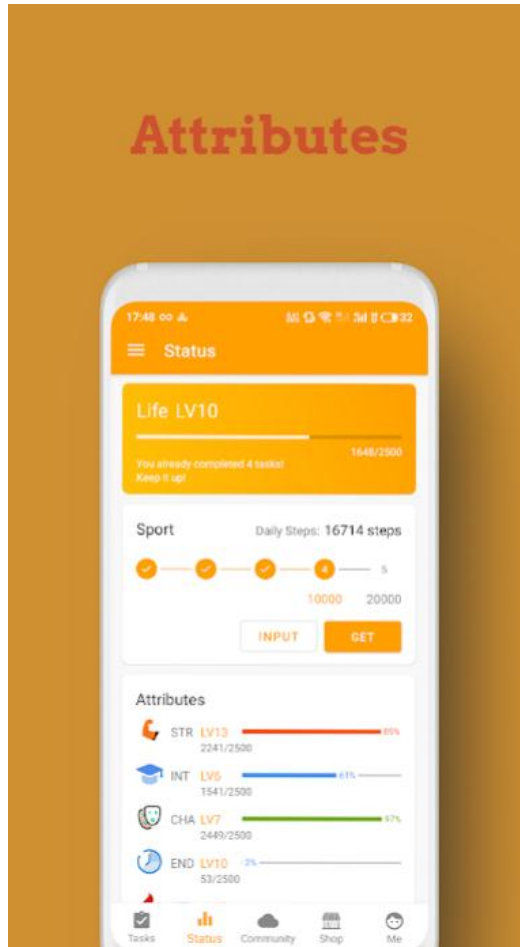 Attributes
17:48
32
Status
Life LV10
1648/2500
You already completed 4 tasks!
Keep it up!
Sport Daily Steps: 16714 steps
4 5
10000 20000
INPUT GET
Attributes
STR LV13
2241/2500
INT LV6 61%
1541/2500
CHA LV7 97%
2449/2500
END LV10 2%
53/2500
Tasks Status Community Shop Me